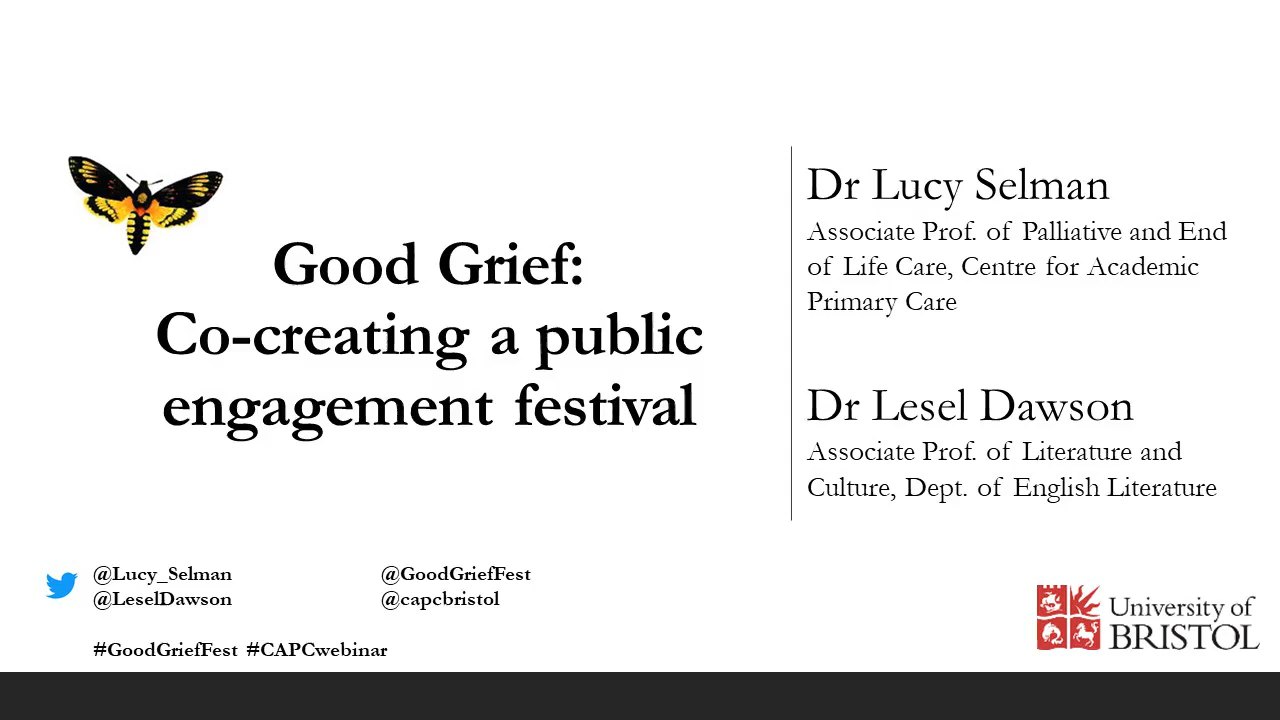 Good Grief:
Co-creating a public
engagement festival
Dr Lucy Selman
Associate Prof. of Palliative and End
of Life Care, Centre for Academic
Primary Care
Dr Lesel Dawson
Associate Prof. of Literature and
Culture, Dept. of English Literature
@Lucy_Selman
@LeselDawson
@GoodGriefFest
@capcbristol
#GoodGriefFest #CAPCwebinar
University of
BRISTOL